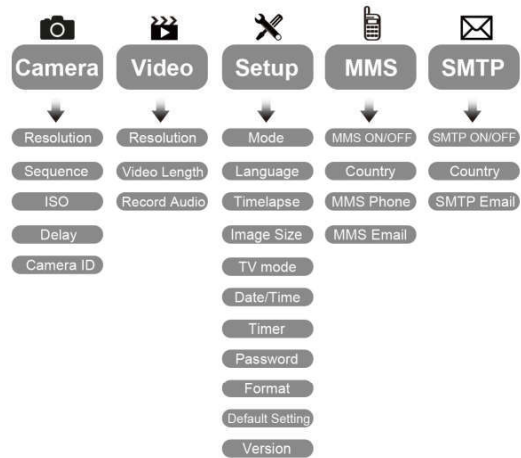 Camera
Video
Setup
MMS
SMTP
Resolution
Sequence
ISO
Delay
Camera ID
Resolution
Video Length
Record Audio
Mode
Language
Timelapse
Image Size
TV mode
Date/Time
Timer
Password
Format
Default Setting
Version
MMS ON/OFF
Country
MMS Phone
MMS Email
SMTP ON/OFF
Country
SMTP Email